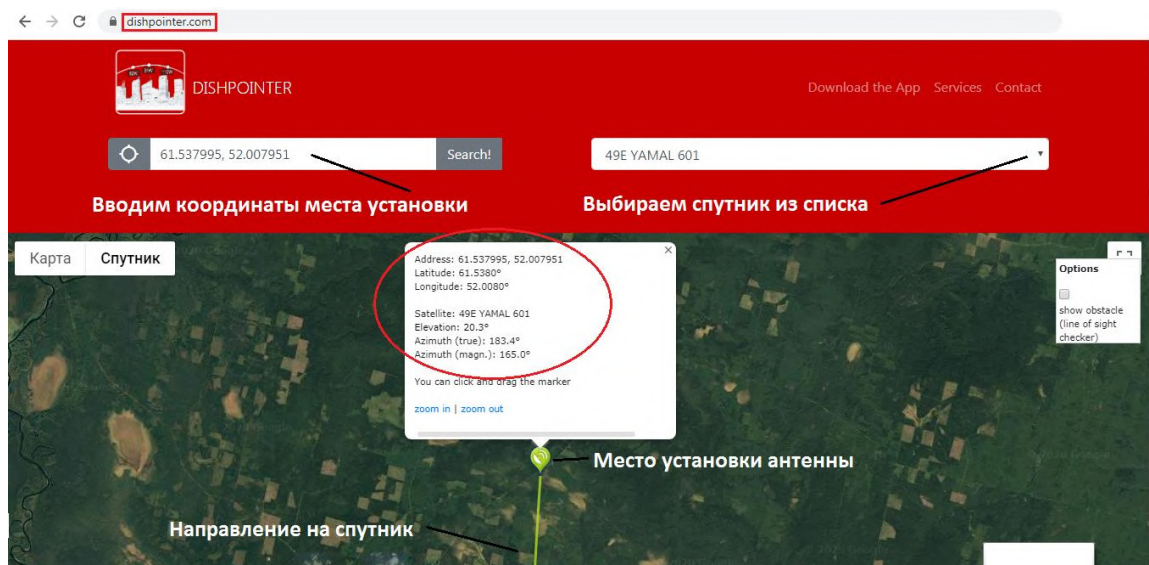 dishpointer.com
DISHPOINTER
Download the App Services Contact
61.537995, 52.007951 Search!
49E YAMAL 601
Вводим координаты места установки
Выбираем спутник из списка
Карта Спутник
Address: 61.537995, 52.007951
Latitude: 61.5380°
Longitude: 52.0080°
Satellite: 49E YAMAL 601
Elevation: 20.3°
Azimuth (true): 183.4°
Azimuth (magn.): 165.0°
You can click and drag the marker
zoom in | zoom out
Options
show obstacle
(line of sight
checker)
Место установки антенны
Направление на спутник